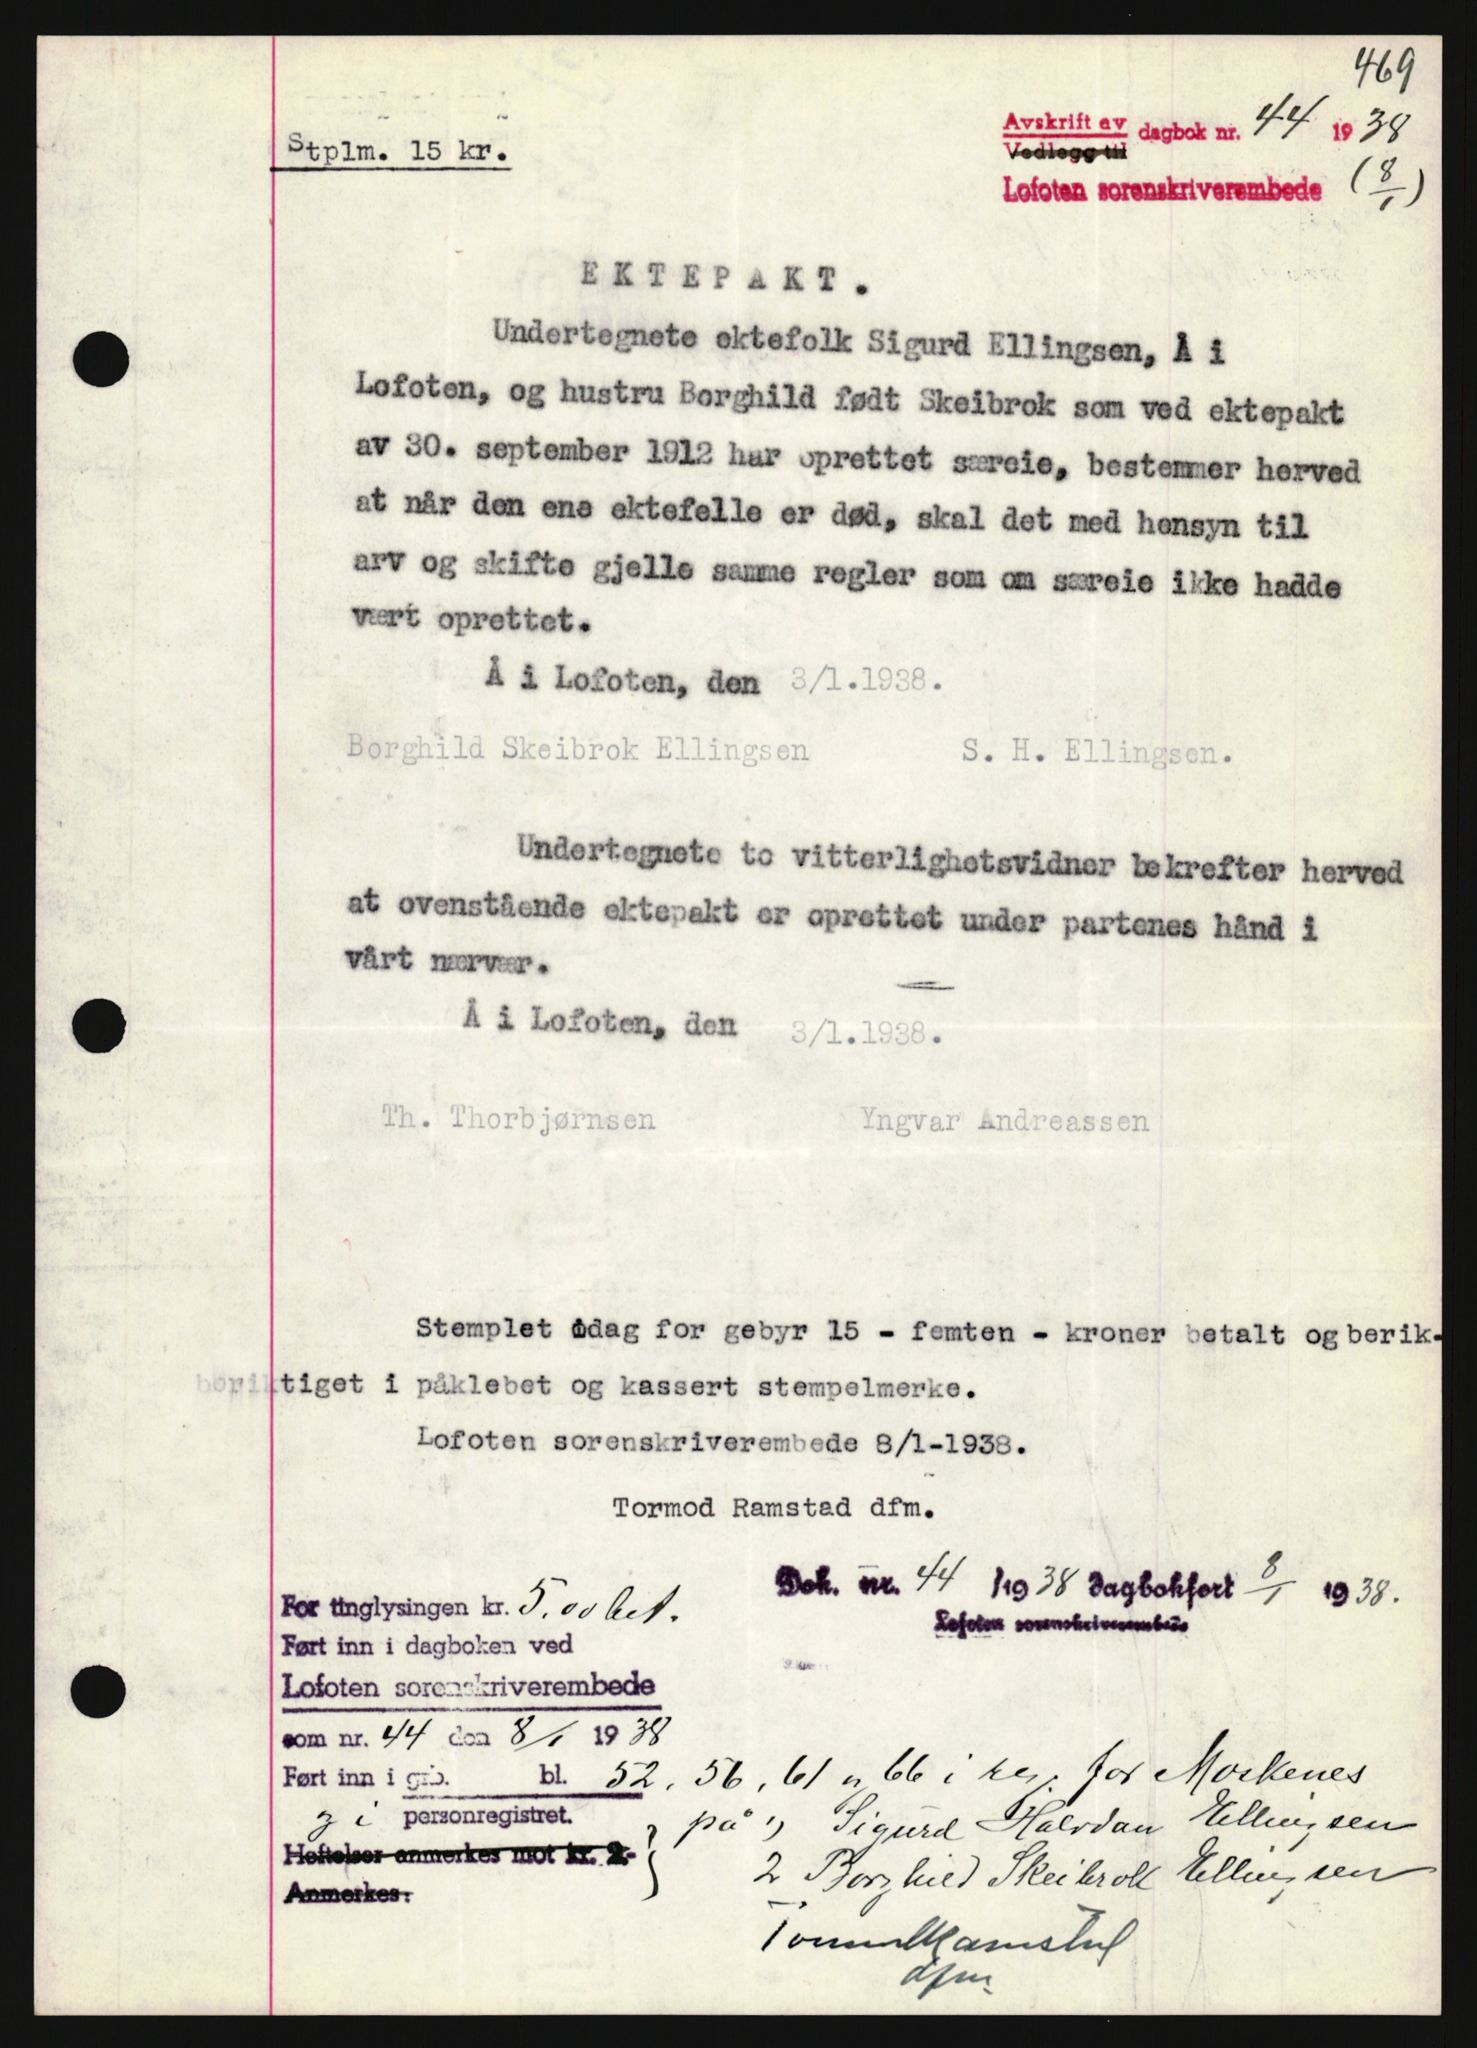 469
Avskrift av dagbok nr. 44 1938
Vedlegg til
Lofoten sorenskriverembede (8/1)
Stplm. 15 kr.
EKTEPAKT.
Undertegnete ektefolk Sigurd Ellingsen, Å i
Lofoten, og hustru Borghild født Skeibrok som ved ektepakt
av 30. september 1912 har oprettet særeie, bestemmer herved
at når den ene ektefelle er død, skal det med hensyn til
arv og skifte gjelle samme regler som om særeie ikke hadde
vært oprettet.
Å i Lofoten, den 3/1.1938.
Borghild Skeibrok Ellingsen S. H. Ellingsen.
Undertegnete to vitterlighetsvidner bekrefter herved
at ovenstående ektepakt er oprettet under partenes hånd i
vårt nærvær.
Å i Lofoten, den 3/1.1938.
Th. Thorbjørnsen Yngvar Andreassen
Stemplet idag for gebyr 15 - femten - kroner betalt og berik-
beriktiget i påklebet og kassert stempelmerke.
Lofoten sorenskriverembede 8/1-1938.
Tormod Ramstad dfm.
Dok. nr. 44 /1938 dagbokført 8/1 1938.
Lofoten sorenskriverembede
For tinglysingen kr. 5.00 bet.
Ført inn i dagboken ved
Lofoten sorenskriverembede
som nr. 44 den 8/1 1938
Ført inn i grb. bl. 52, 56, 61 66 i reg. for Moskenes
i personregistret. på 1) Sigurd Halvdan Ellingsen
Heftelser anmerkes mot kr. 2.- 2 Borghild Skeibrok Ellingsen
Anmerkes:
Tormod Ramstad
dfm.